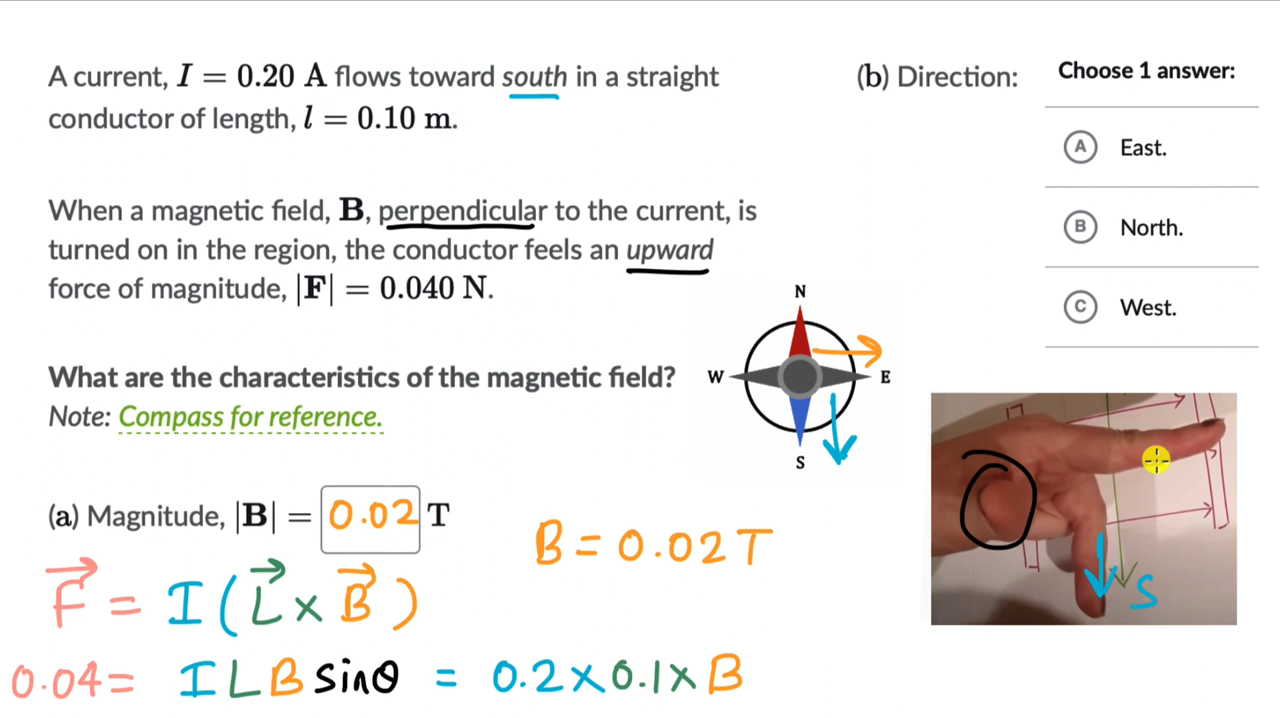 A current, I = 0.20 A flows toward south in a straight
conductor of length, l = 0.10 m.
When a magnetic field, B, perpendicular to the current, is
turned on in the region, the conductor feels an upward
force of magnitude, |F| = 0.040 N.
What are the characteristics of the magnetic field?
Note: Compass for reference.
N
W
E
S
(a) Magnitude, |B| = 0.02 T
B = 0.02 T
F = I ( L × B )
0.04 = I L B sinθ = 0.2 × 0.1 × B
(b) Direction:
Choose 1 answer:
A East.
B North.
C West.
S